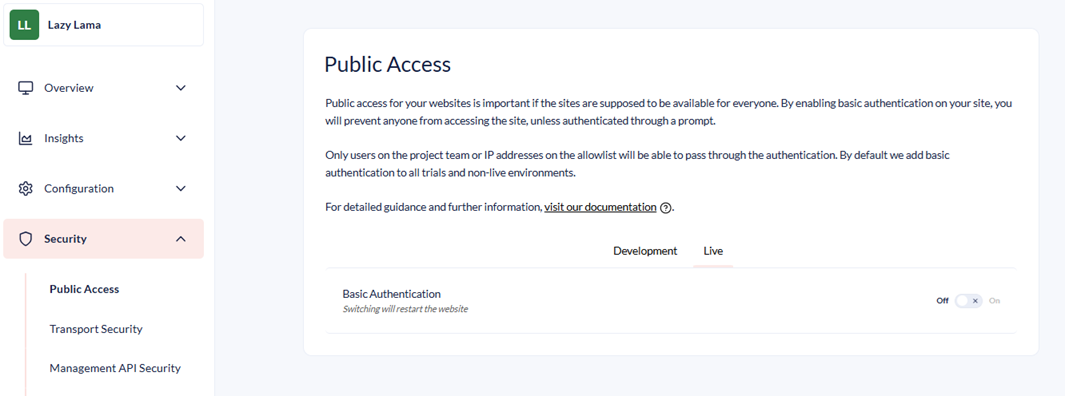 LL
Lazy Lama
Overview
Insights
Configuration
Security
Public Access
Transport Security
Management API Security
Public Access
Public access for your websites is important if the sites are supposed to be available for everyone. By enabling basic authentication on your site, you
will prevent anyone from accessing the site, unless authenticated through a prompt.
Only users on the project team or IP addresses on the allowlist will be able to pass through the authentication. By default we add basic
authentication to all trials and non-live environments.
For detailed guidance and further information, visit our documentation ?.
Development Live
Basic Authentication
Switching will restart the website
Off On